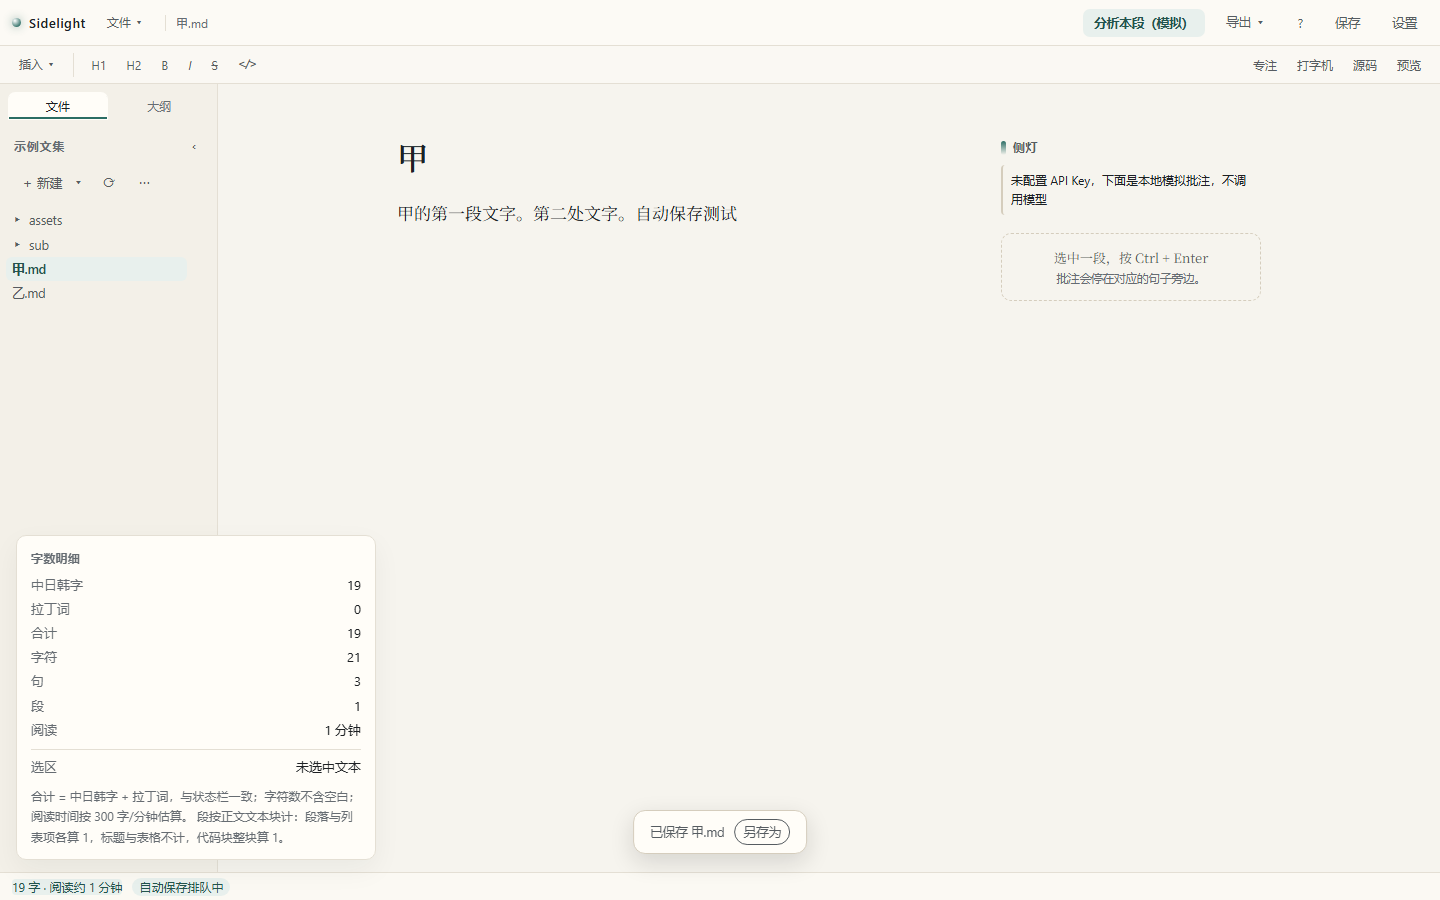 Sidelight 文件 甲.md 分析本段（模拟） 导出 ? 保存 设置
插入 H1 H2 B I S </> 专注 打字机 源码 预览
文件 大纲
示例文集
+ 新建 ...
assets
sub
甲.md
乙.md
甲
甲的第一段文字。第二处文字。自动保存测试
侧灯
未配置 API Key，下面是本地模拟批注，不调
用模型
选中一段，按 Ctrl + Enter
批注会停在对应的句子旁边。
字数明细
中日韩字 19
拉丁词 0
合计 19
字符 21
句 3
段 1
阅读 1 分钟
选区 未选中文本
合计 = 中日韩字 + 拉丁词，与状态栏一致；字符数不含空白；
阅读时间按 300 字/分钟估算。 段按正文文本块计：段落与列
表项各算 1，标题与表格不计，代码块整块算 1。
已保存 甲.md 另存为
19 字 · 阅读约 1 分钟 自动保存排队中